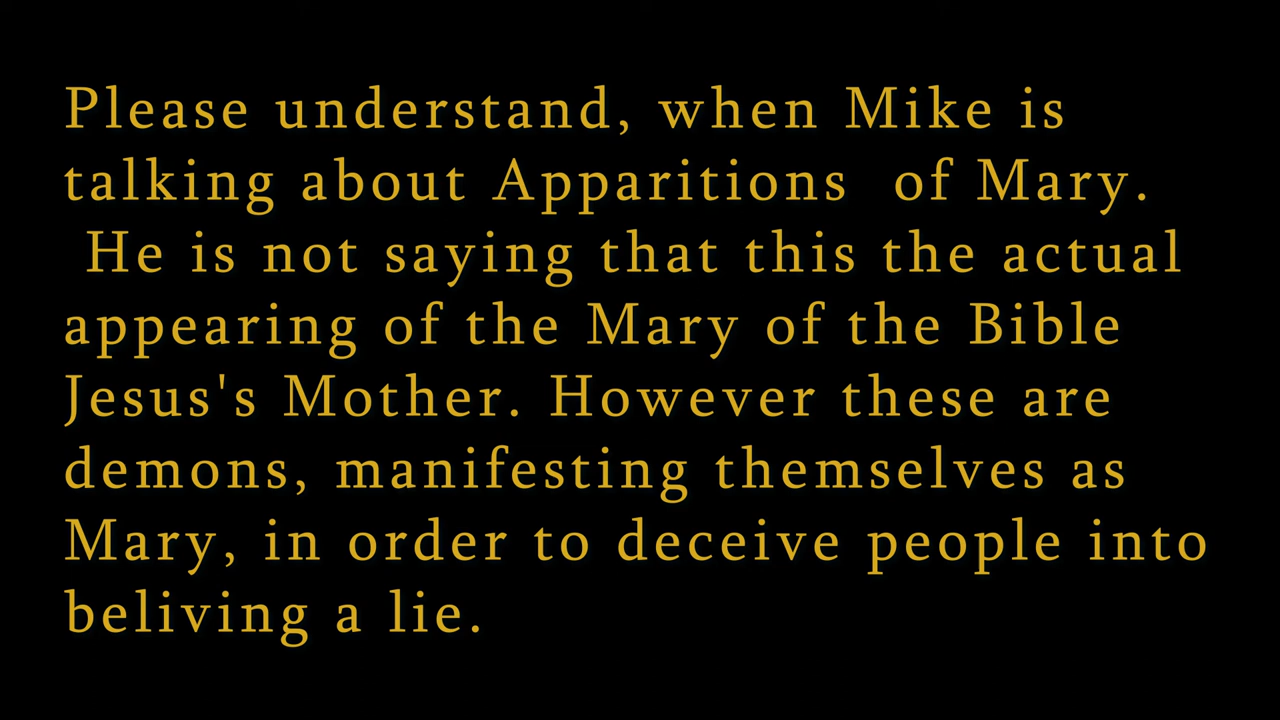 Please understand, when Mike is
talking about Apparitions  of Mary.
He is not saying that this the actual
appearing of the Mary of the Bible
Jesus's Mother. However these are
demons, manifesting themselves as
Mary, in order to deceive people into
beliving a lie.